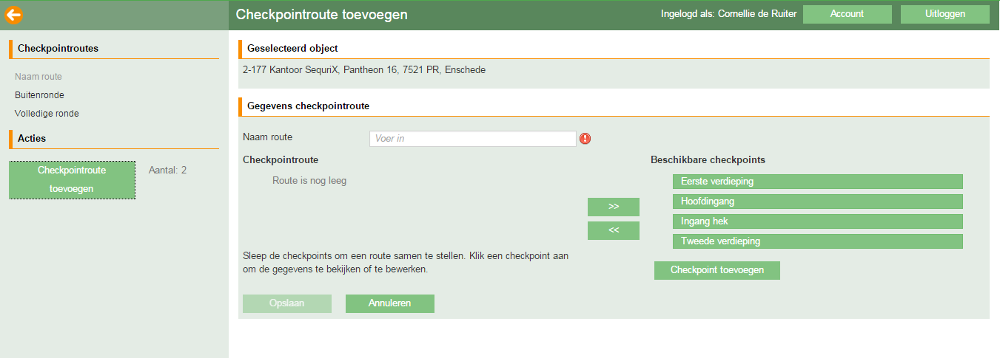 Checkpointroute toevoegen
Ingelogd als: Cornellie de Ruiter
Account
Uitloggen
Checkpointroutes
Naam route
Buitenronde
Volledige ronde
Acties
Checkpointroute
toevoegen
Aantal: 2
Geselecteerd object
2-177 Kantoor SequriX, Pantheon 16, 7521 PR, Enschede
Gegevens checkpointroute
Naam route
Voer in
Checkpointroute
Route is nog leeg
>>
<<
Beschikbare checkpoints
Eerste verdieping
Hoofdingang
Ingang hek
Tweede verdieping
Sleep de checkpoints om een route samen te stellen. Klik een checkpoint aan
om de gegevens te bekijken of te bewerken.
Checkpoint toevoegen
Opslaan
Annuleren